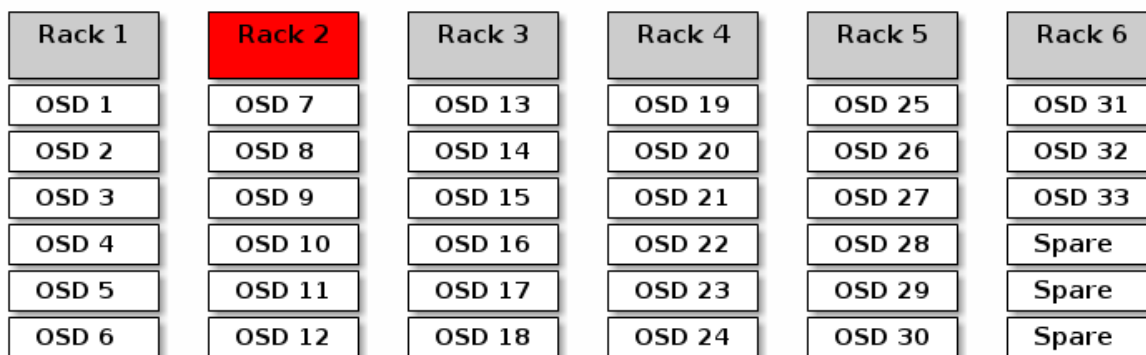 Rack 1 Rack 2 Rack 3 Rack 4 Rack 5 Rack 6
OSD 1 OSD 7 OSD 13 OSD 19 OSD 25 OSD 31
OSD 2 OSD 8 OSD 14 OSD 20 OSD 26 OSD 32
OSD 3 OSD 9 OSD 15 OSD 21 OSD 27 OSD 33
OSD 4 OSD 10 OSD 16 OSD 22 OSD 28 Spare
OSD 5 OSD 11 OSD 17 OSD 23 OSD 29 Spare
OSD 6 OSD 12 OSD 18 OSD 24 OSD 30 Spare